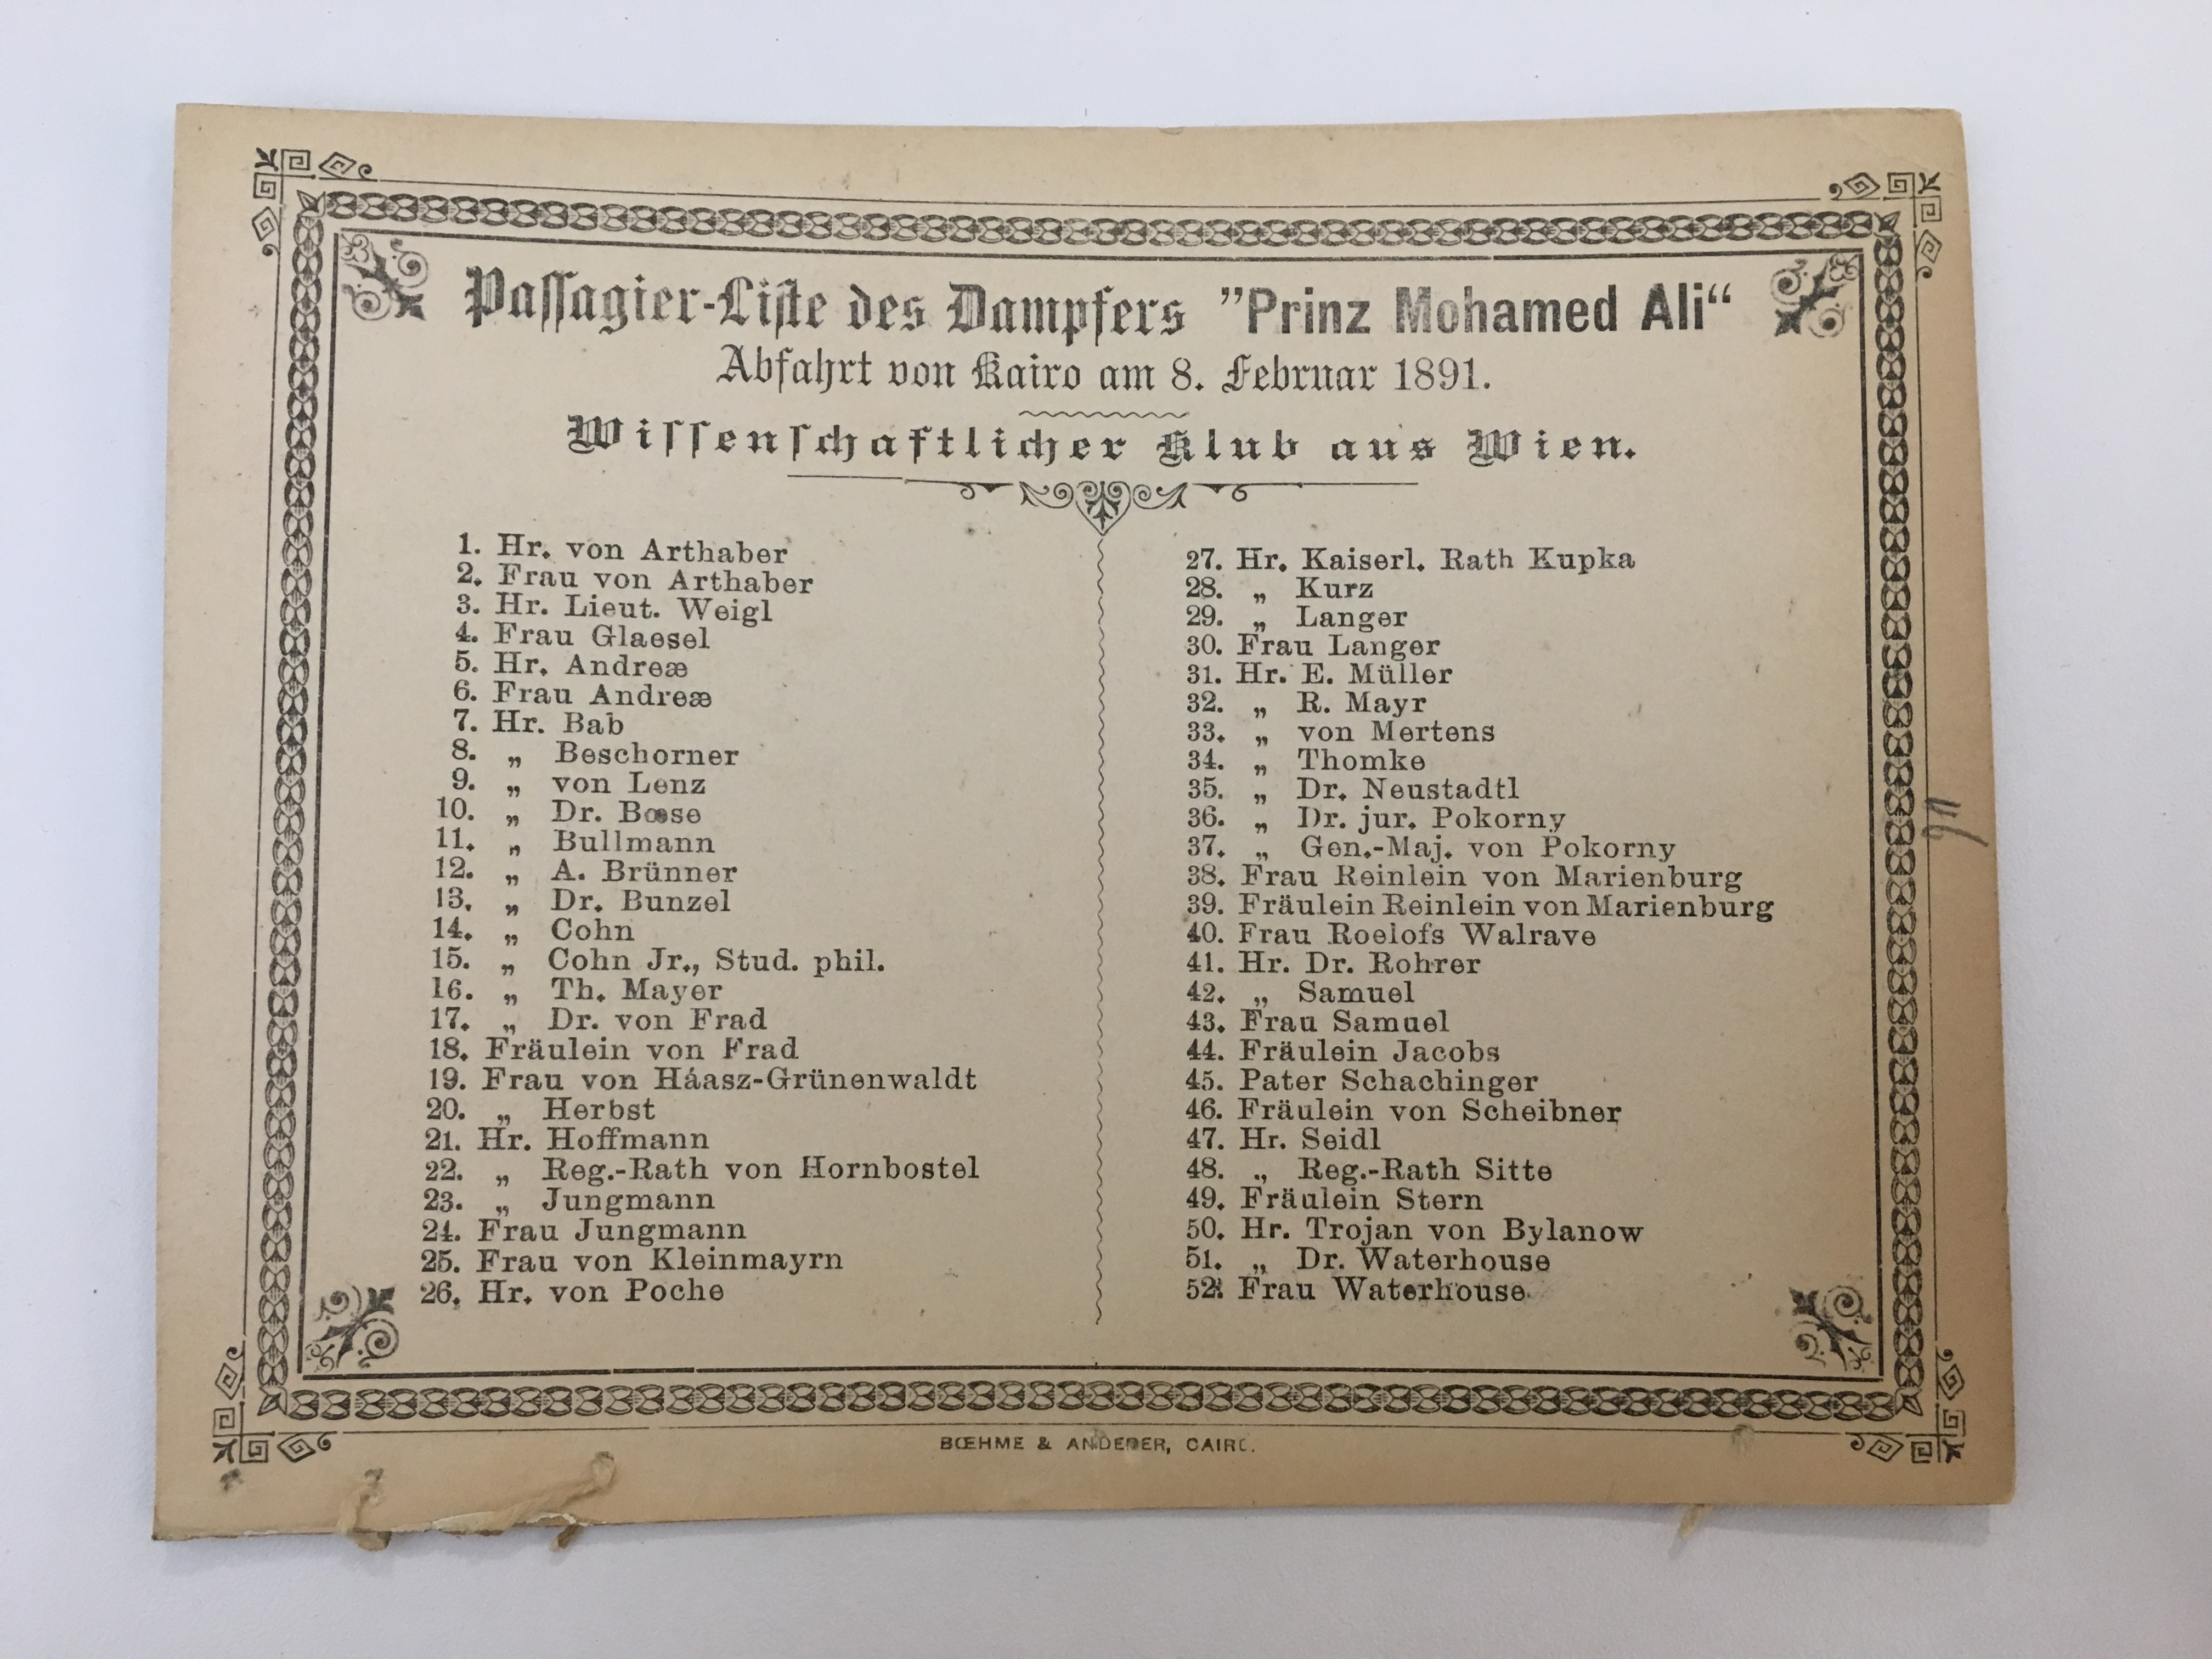 Passagier-Liste des Dampfers "Prinz Mohamed Ali“
Abfahrt von Kairo am 8. Februar 1891.
Wissenschaftlicher Klub aus Wien.
1. Hr. von Arthaber
2. Frau von Arthaber
3. Hr. Lieut. Weigl
4. Frau Glaesel
5. Hr. Andreæ
6. Frau Andreæ
7. Hr. Bab
8. „ Beschorner
9. „ von Lenz
10. „ Dr. Bœse
11. „ Bullmann
12. „ A. Brünner
13. „ Dr. Bunzel
14. „ Cohn
15. „ Cohn Jr., Stud. phil.
16. „ Th. Mayer
17. „ Dr. von Frad
18. Fräulein von Frad
19. Frau von Háasz-Grünenwaldt
20. „ Herbst
21. Hr. Hoffmann
22. „ Reg.-Rath von Hornbostel
23. „ Jungmann
24. Frau Jungmann
25. Frau von Kleinmayrn
26. Hr. von Poche
27. Hr. Kaiserl. Rath Kupka
28. „ Kurz
29. „ Langer
30. Frau Langer
31. Hr. E. Müller
32. „ R. Mayr
33. „ von Mertens
34. „ Thomke
35. „ Dr. Neustadtl
36. „ Dr. jur. Pokorny
37. „ Gen.-Maj. von Pokorny
38. Frau Reinlein von Marienburg
39. Fräulein Reinlein von Marienburg
40. Frau Roelofs Walrave
41. Hr. Dr. Rohrer
42. „ Samuel
43. Frau Samuel
44. Fräulein Jacobs
45. Pater Schachinger
46. Fräulein von Scheibner
47. Hr. Seidl
48. „ Reg.-Rath Sitte
49. Fräulein Stern
50. Hr. Trojan von Bylanow
51. „ Dr. Waterhouse
52. Frau Waterhouse.
BŒHME & ANDERER, CAIRO.